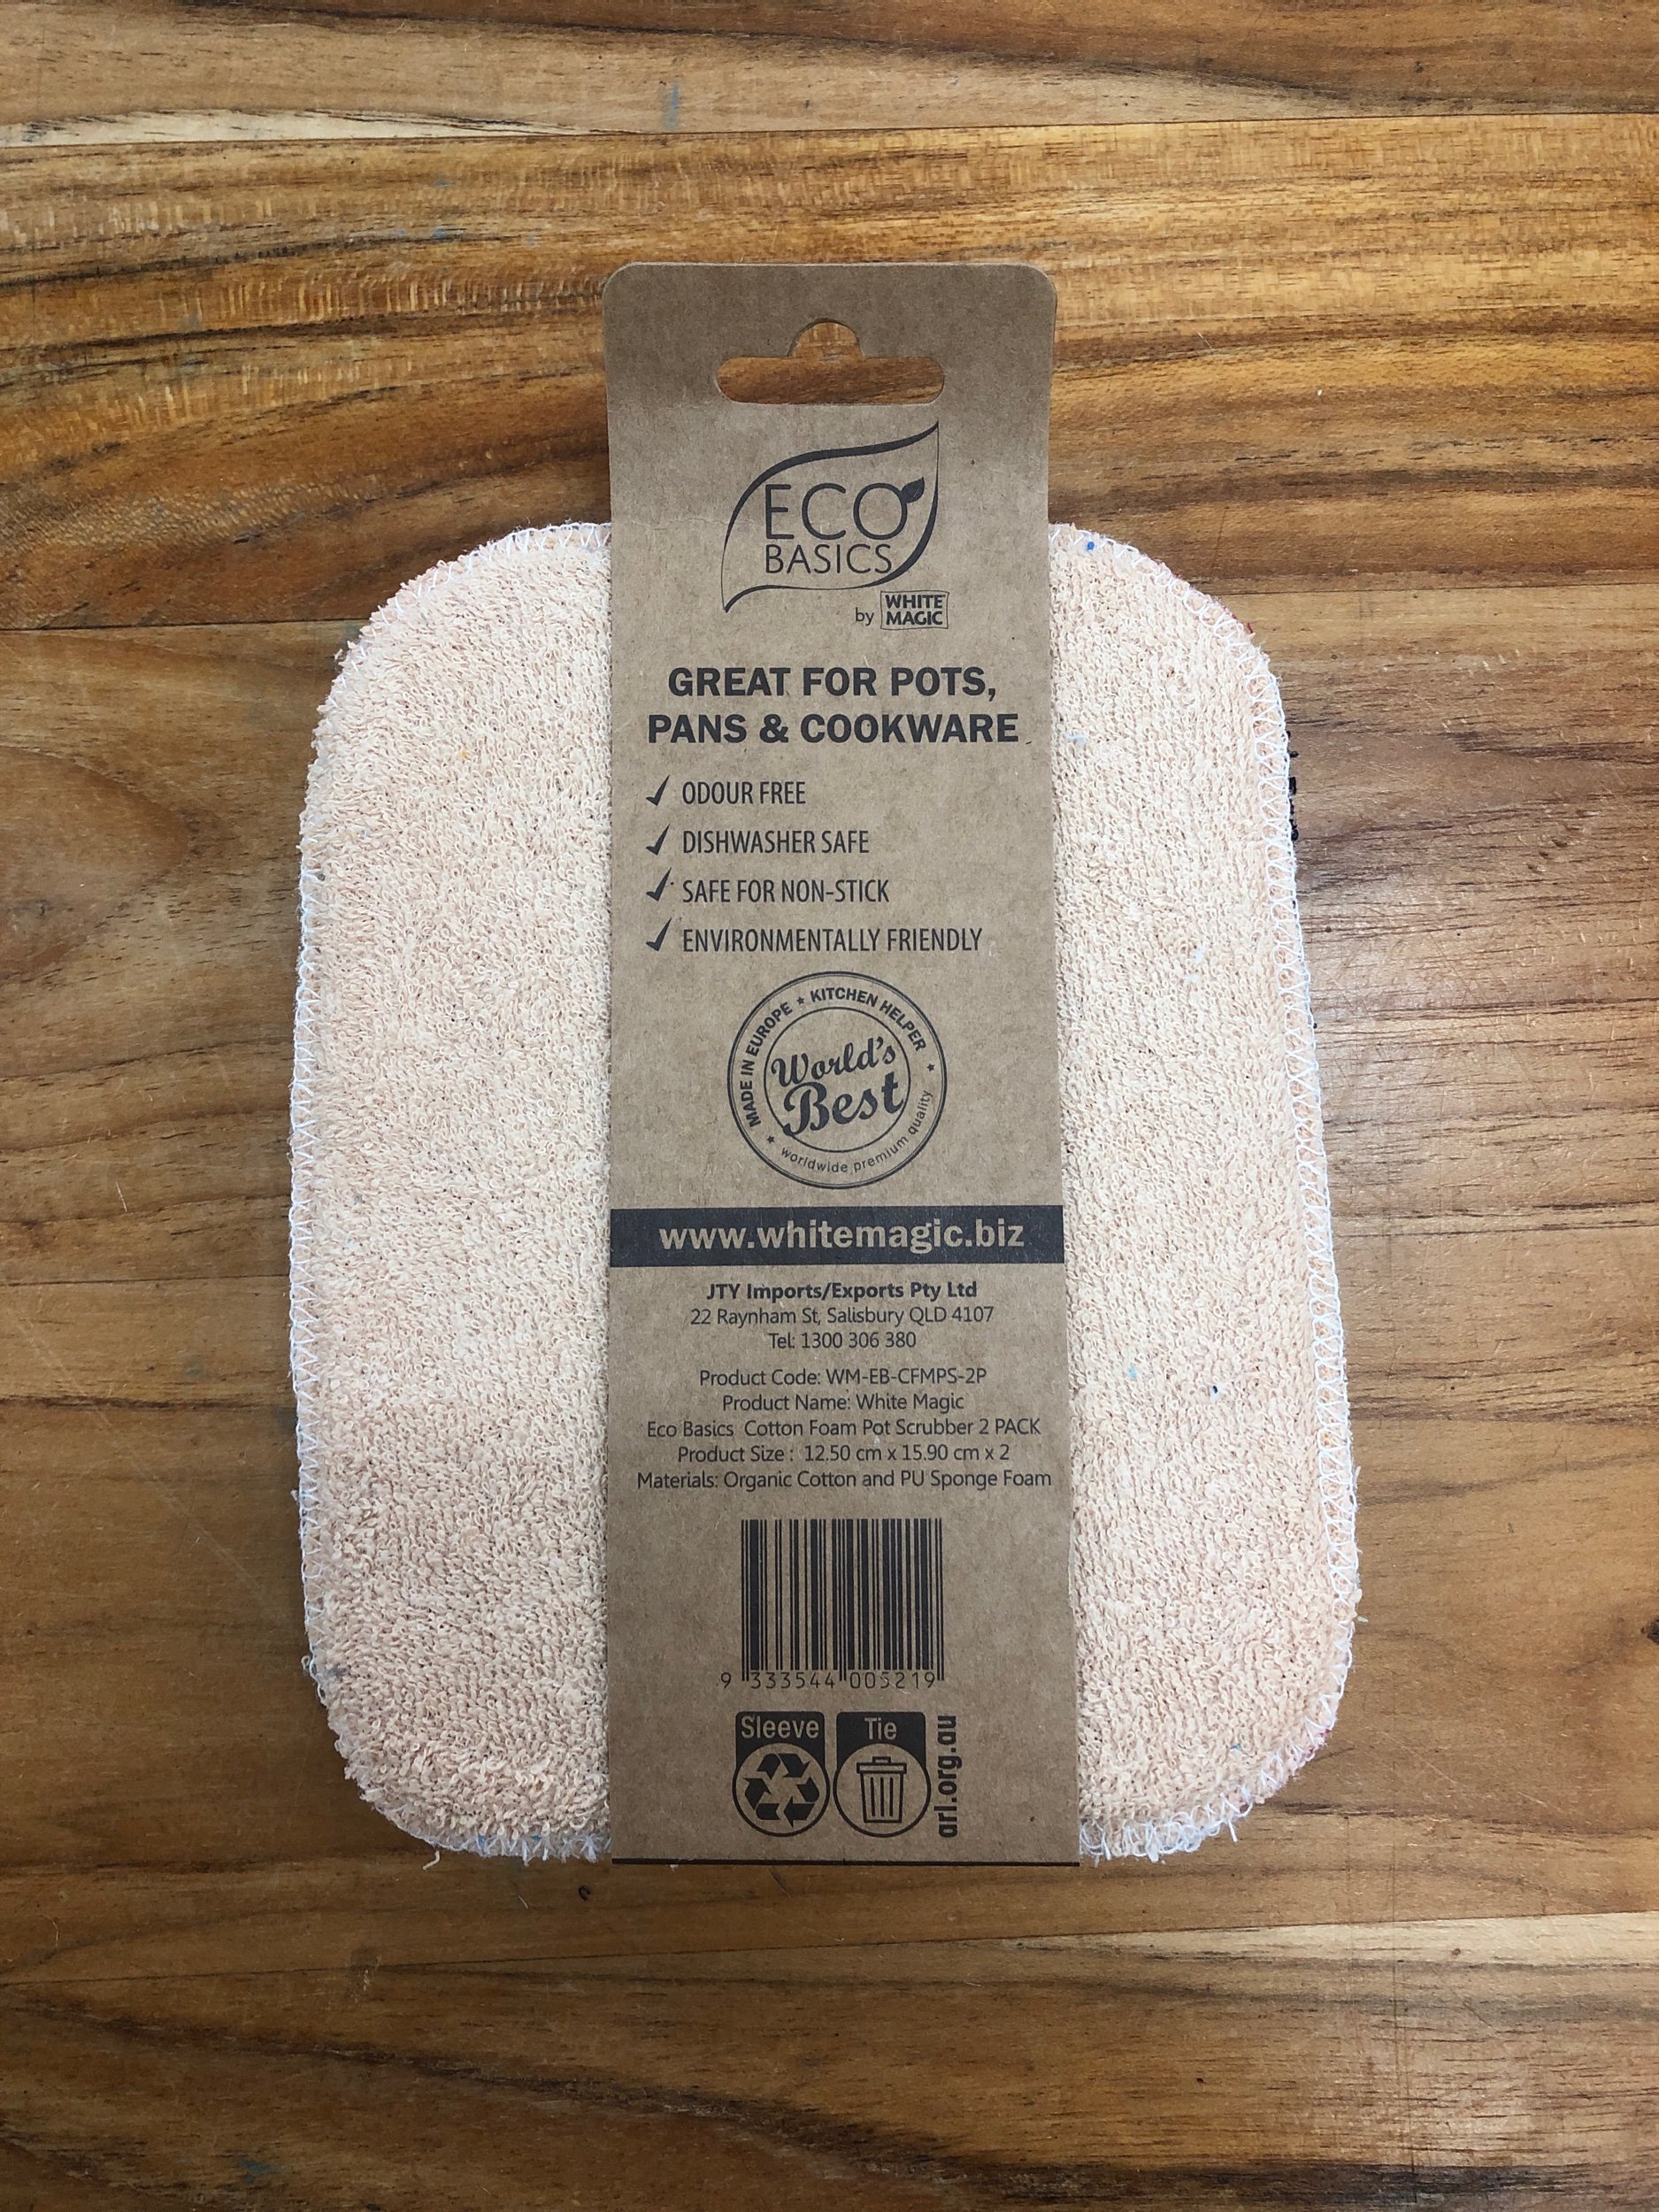 ECO
BASICS
by WHITE
MAGIC
GREAT FOR POTS,
PANS & COOKWARE
ODOUR FREE
DISHWASHER SAFE
SAFE FOR NON-STICK
ENVIRONMENTALLY FRIENDLY
MADE IN EUROPE ★ KITCHEN HELPER ★
World's
Best
★ worldwide premium quality
www.whitemagic.biz
JTY Imports/Exports Pty Ltd
22 Raynham St, Salisbury QLD 4107
Tel: 1300 306 380
Product Code: WM-EB-CFMPS-2P
Product Name: White Magic
Eco Basics Cotton Foam Pot Scrubber 2 PACK
Product Size : 12.50 cm x 15.90 cm x 2
Materials: Organic Cotton and PU Sponge Foam
9 333544 005219
Sleeve Tie
arl.org.au